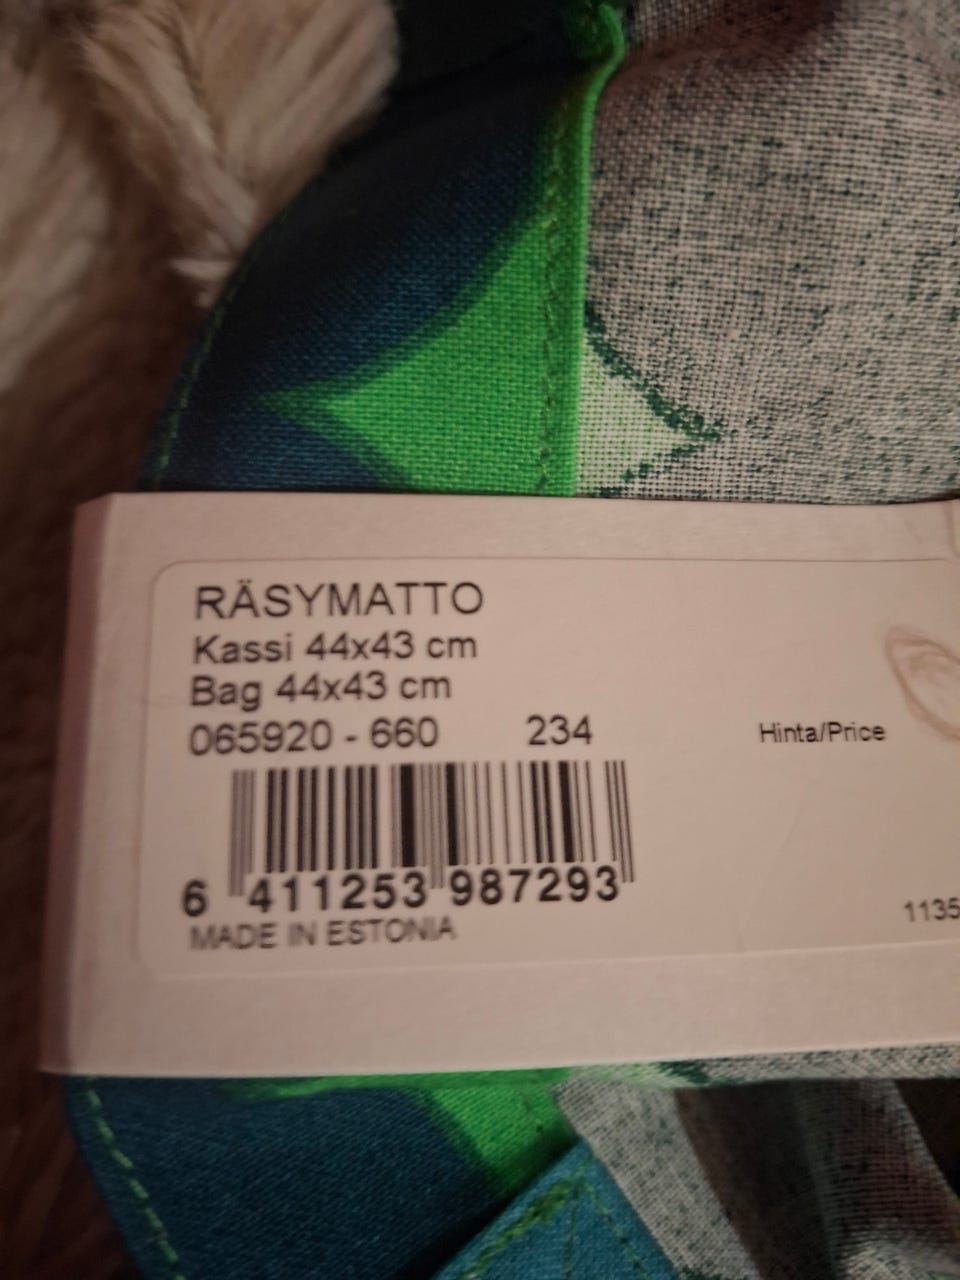 RÄSYMATTO
Kassi 44x43 cm
Bag 44x43 cm
065920 - 660 234
Hinta/Price
6 411253 987293
1135
MADE IN ESTONIA